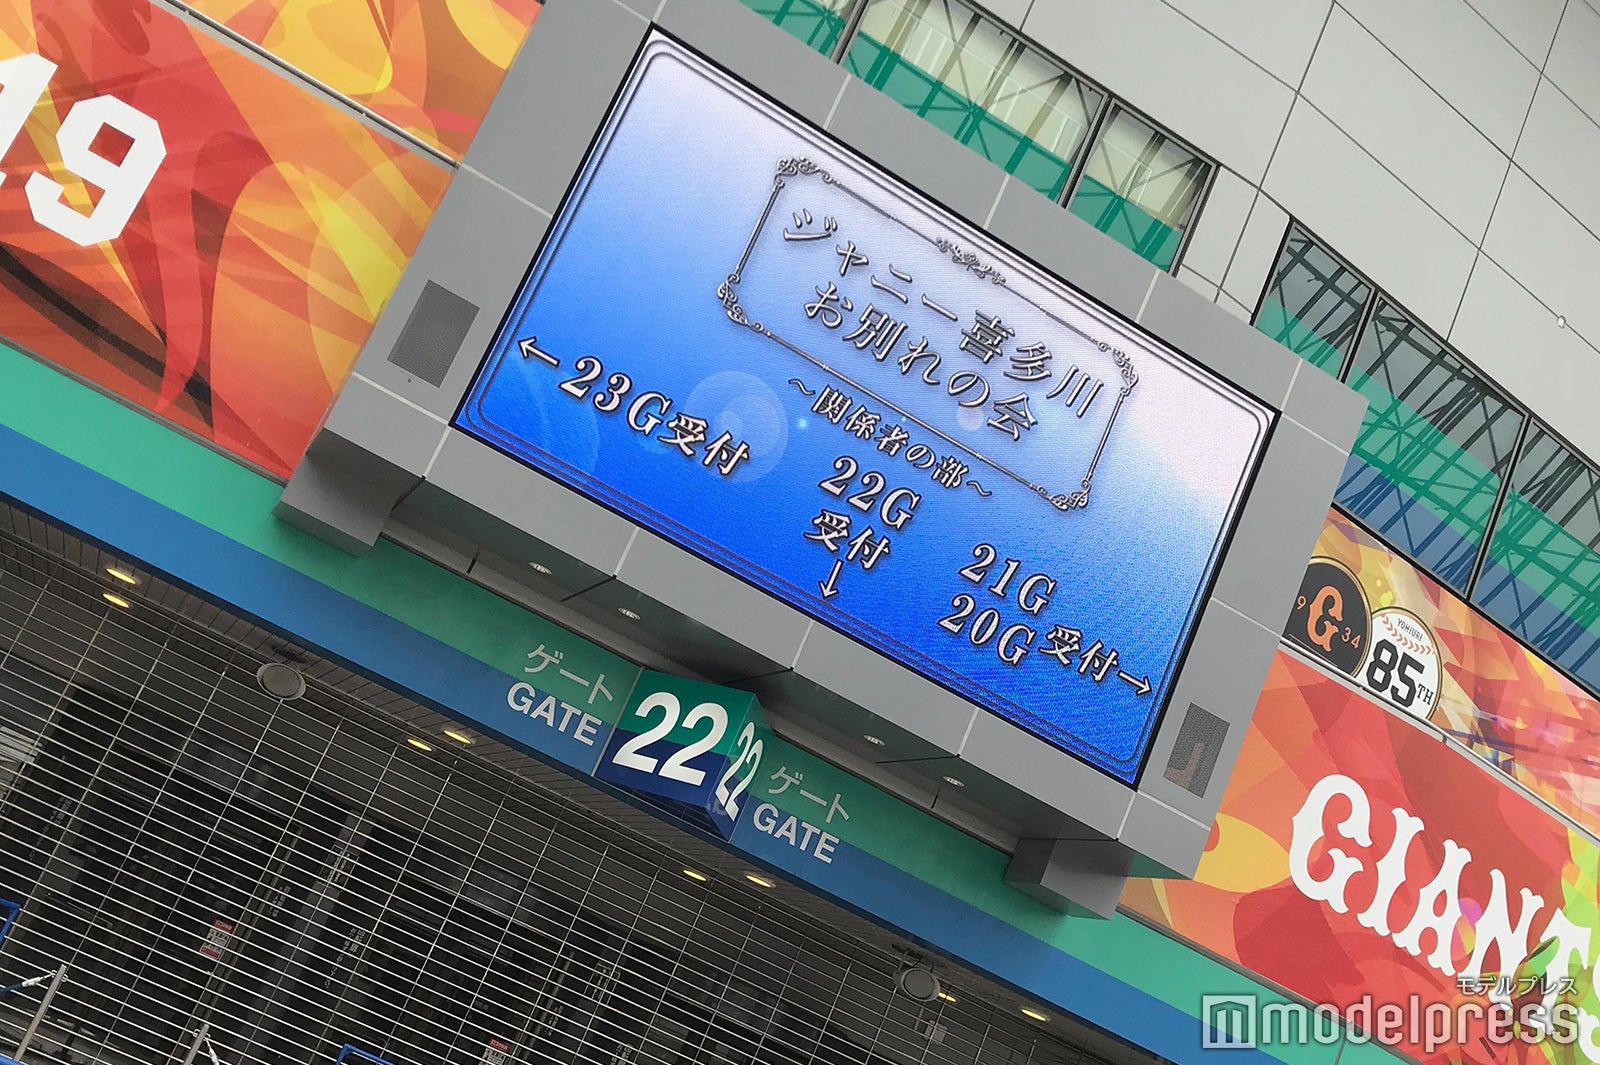 19
ジャニー喜多川
お別れの会
～関係者の部～
←23G受付
22G
受付
↓
21G
20G受付→
ゲート
GATE
22
22
ゲート
GATE
9 G 34
YOMIURI
85TH
GIANTS
モデルプレス
modelpress